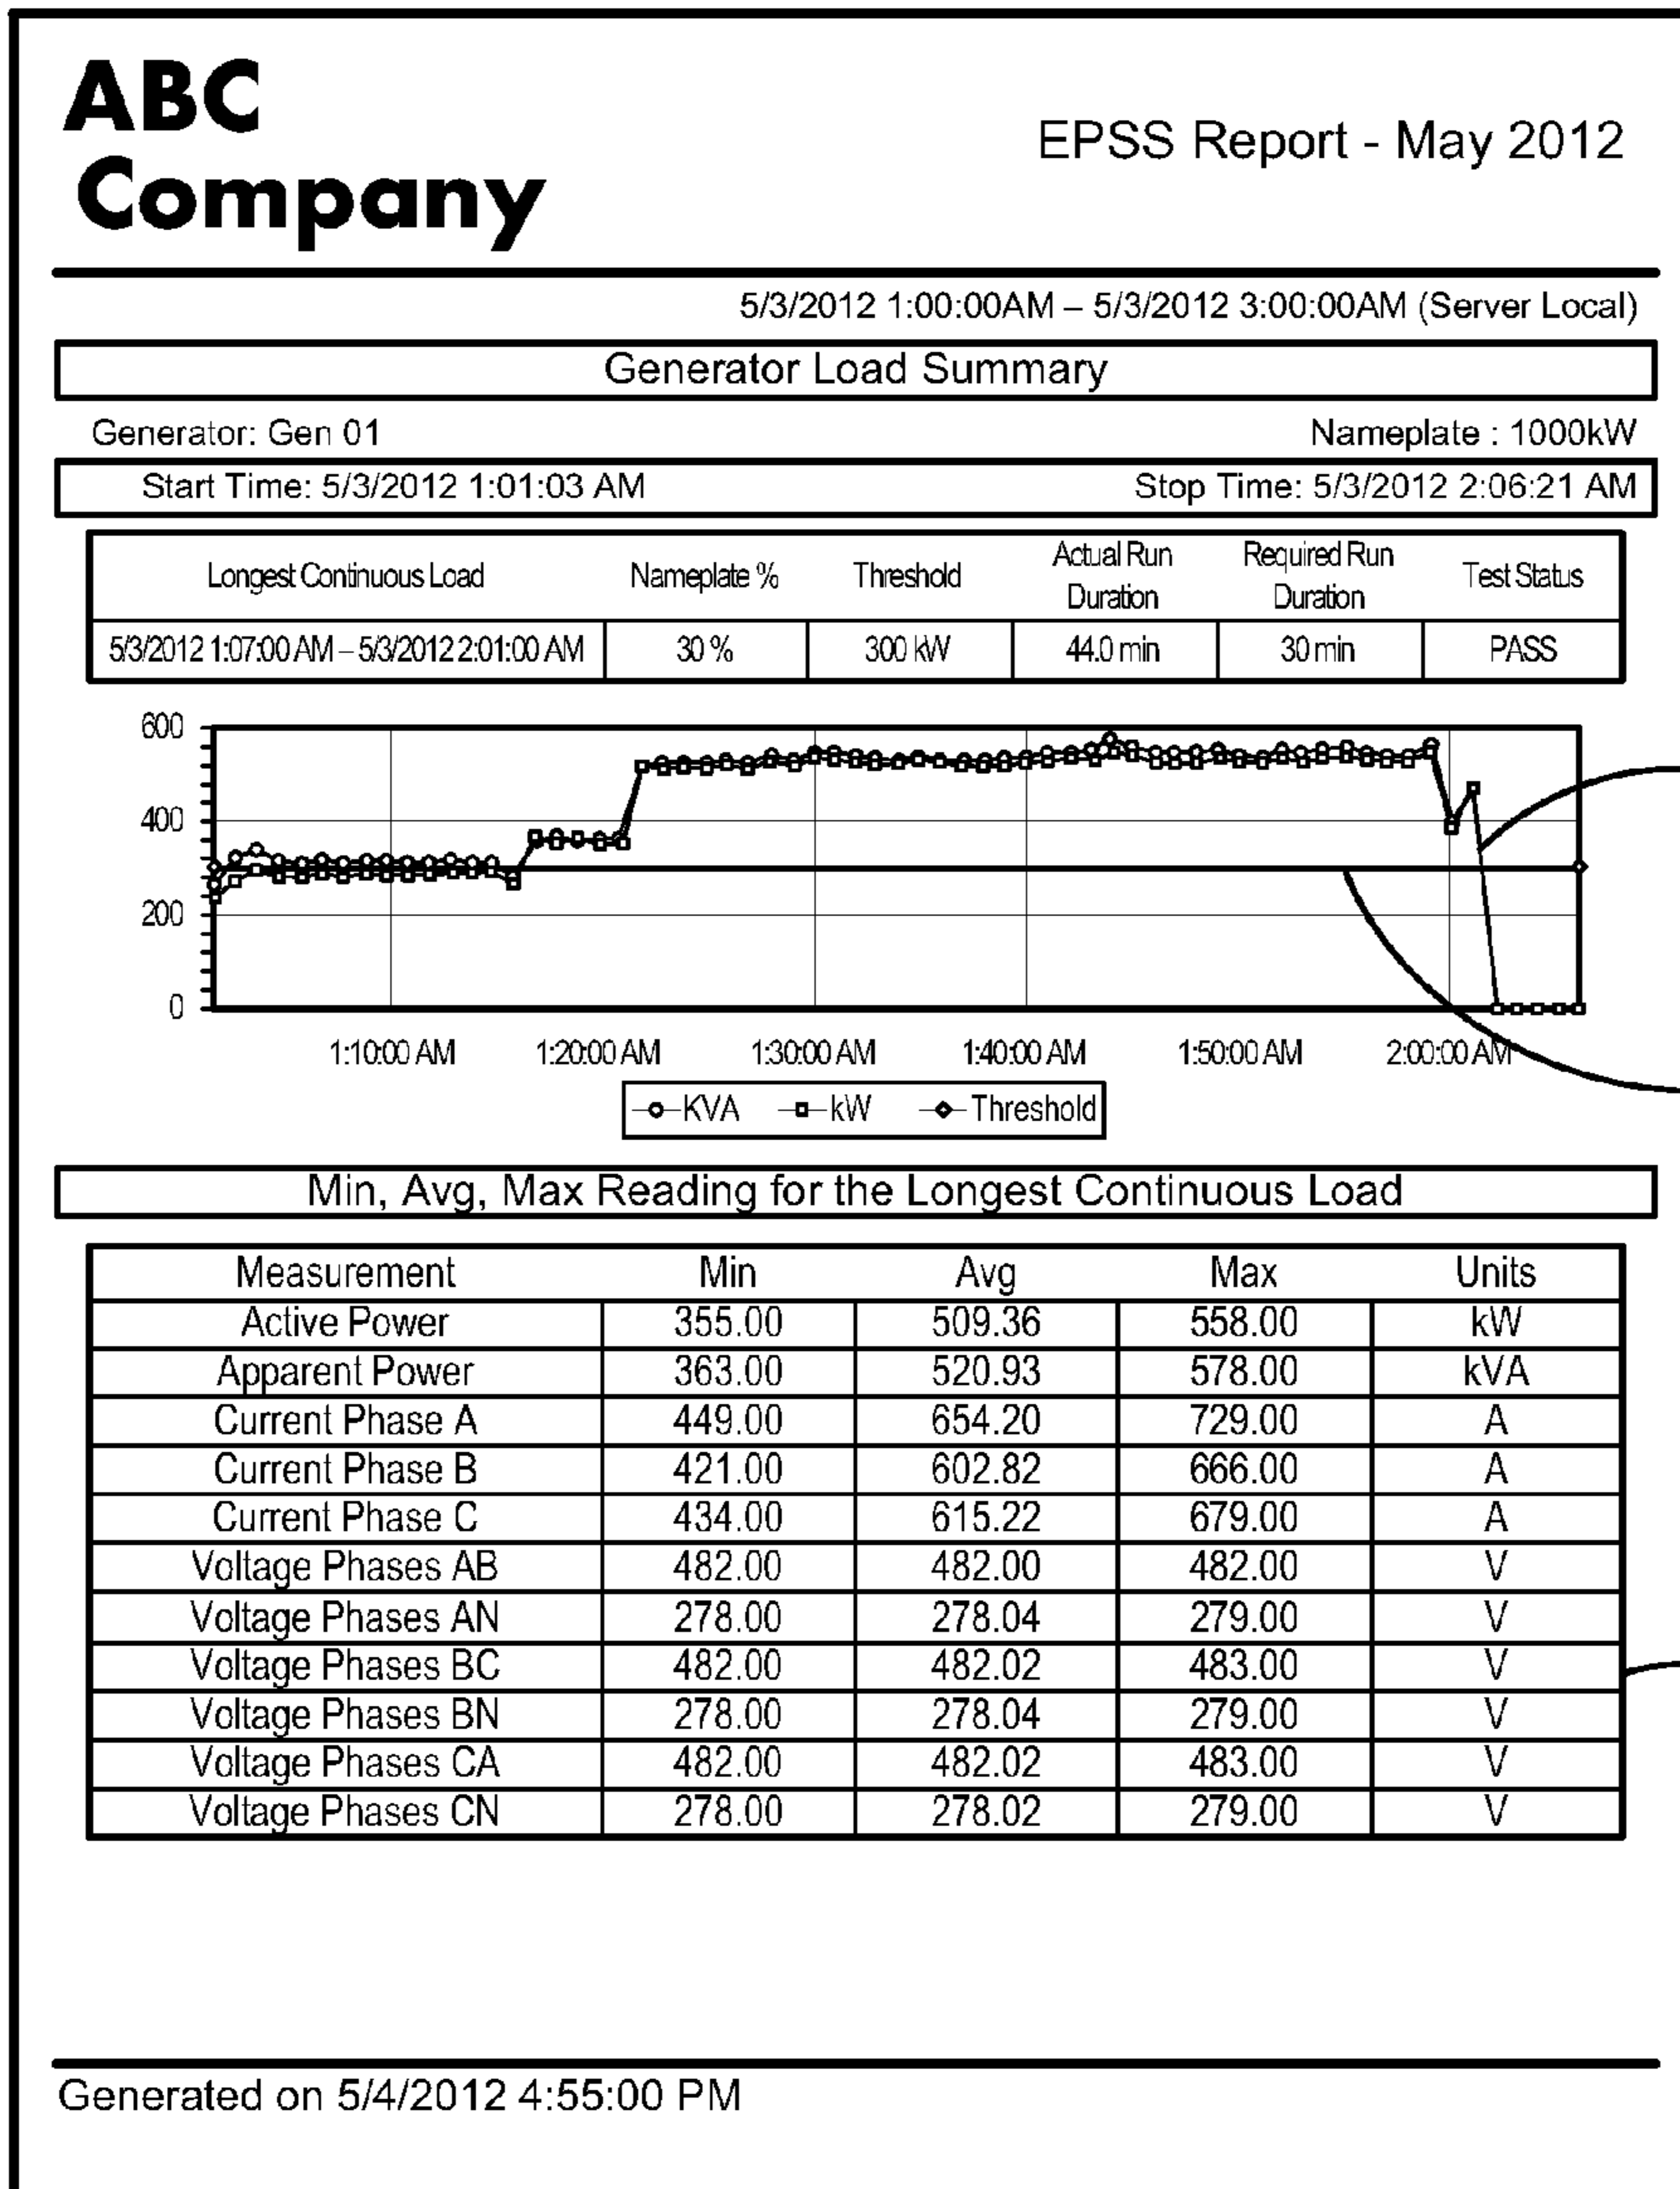 ABC
Company
EPSS Report - May 2012
5/3/2012 1:00:00AM – 5/3/2012 3:00:00AM (Server Local)
Generator Load Summary
Generator: Gen 01 Nameplate : 1000kW
Start Time: 5/3/2012 1:01:03 AM Stop Time: 5/3/2012 2:06:21 AM
Longest Continuous Load Nameplate % Threshold Actual Run Duration Required Run Duration Test Status
5/3/2012 1:07:00 AM – 5/3/2012 2:01:00 AM 30 % 300 kW 44.0 min 30 min PASS
600
400
200
0
1:10:00 AM 1:20:00 AM 1:30:00 AM 1:40:00 AM 1:50:00 AM 2:00:00 AM
KVA kW Threshold
Min, Avg, Max Reading for the Longest Continuous Load
Measurement Min Avg Max Units
Active Power 355.00 509.36 558.00 kW
Apparent Power 363.00 520.93 578.00 kVA
Current Phase A 449.00 654.20 729.00 A
Current Phase B 421.00 602.82 666.00 A
Current Phase C 434.00 615.22 679.00 A
Voltage Phases AB 482.00 482.00 482.00 V
Voltage Phases AN 278.00 278.04 279.00 V
Voltage Phases BC 482.00 482.02 483.00 V
Voltage Phases BN 278.00 278.04 279.00 V
Voltage Phases CA 482.00 482.02 483.00 V
Voltage Phases CN 278.00 278.02 279.00 V
Generated on 5/4/2012 4:55:00 PM